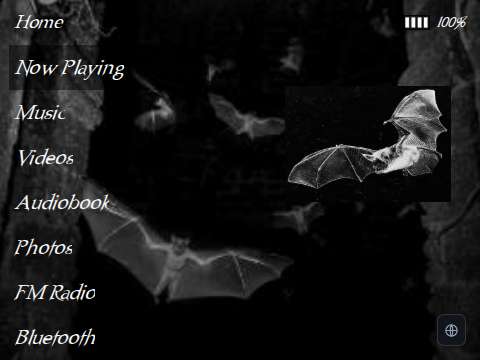 Home
100%
Now Playing
Music
Videos
Audiobook
Photos
FM Radio
Bluetooth